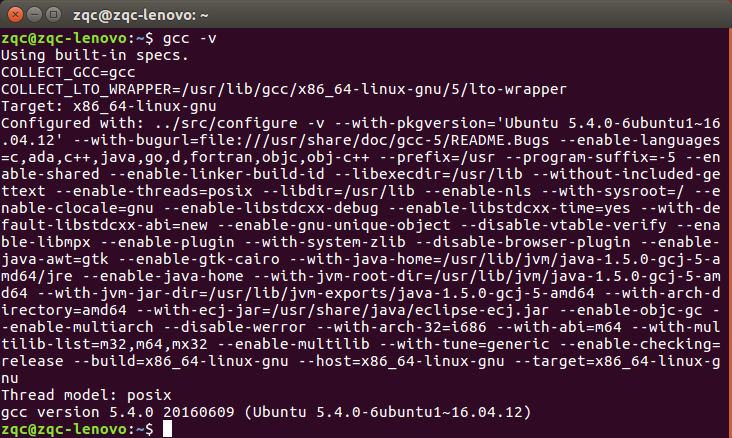 zqc@zqc-lenovo: ~
zqc@zqc-lenovo:~$ gcc -v
Using built-in specs.
COLLECT_GCC=gcc
COLLECT_LTO_WRAPPER=/usr/lib/gcc/x86_64-linux-gnu/5/lto-wrapper
Target: x86_64-linux-gnu
Configured with: ../src/configure -v --with-pkgversion='Ubuntu 5.4.0-6ubuntu1~16
.04.12' --with-bugurl=file:///usr/share/doc/gcc-5/README.Bugs --enable-languages
=c,ada,c++,java,go,d,fortran,objc,obj-c++ --prefix=/usr --program-suffix=-5 --en
able-shared --enable-linker-build-id --libexecdir=/usr/lib --without-included-ge
ttext --enable-threads=posix --libdir=/usr/lib --enable-nls --with-sysroot=/ --e
nable-clocale=gnu --enable-libstdcxx-debug --enable-libstdcxx-time=yes --with-de
fault-libstdcxx-abi=new --enable-gnu-unique-object --disable-vtable-verify --ena
ble-libmpx --enable-plugin --with-system-zlib --disable-browser-plugin --enable-
java-awt=gtk --enable-gtk-cairo --with-java-home=/usr/lib/jvm/java-1.5.0-gcj-5-a
md64/jre --enable-java-home --with-jvm-root-dir=/usr/lib/jvm/java-1.5.0-gcj-5-am
d64 --with-jvm-jar-dir=/usr/lib/jvm-exports/java-1.5.0-gcj-5-amd64 --with-arch-d
irectory=amd64 --with-ecj-jar=/usr/share/java/eclipse-ecj.jar --enable-objc-gc -
-enable-multiarch --disable-werror --with-arch-32=i686 --with-abi=m64 --with-mul
tilib-list=m32,m64,mx32 --enable-multilib --with-tune=generic --enable-checking=
release --build=x86_64-linux-gnu --host=x86_64-linux-gnu --target=x86_64-linux-g
nu
Thread model: posix
gcc version 5.4.0 20160609 (Ubuntu 5.4.0-6ubuntu1~16.04.12)
zqc@zqc-lenovo:~$